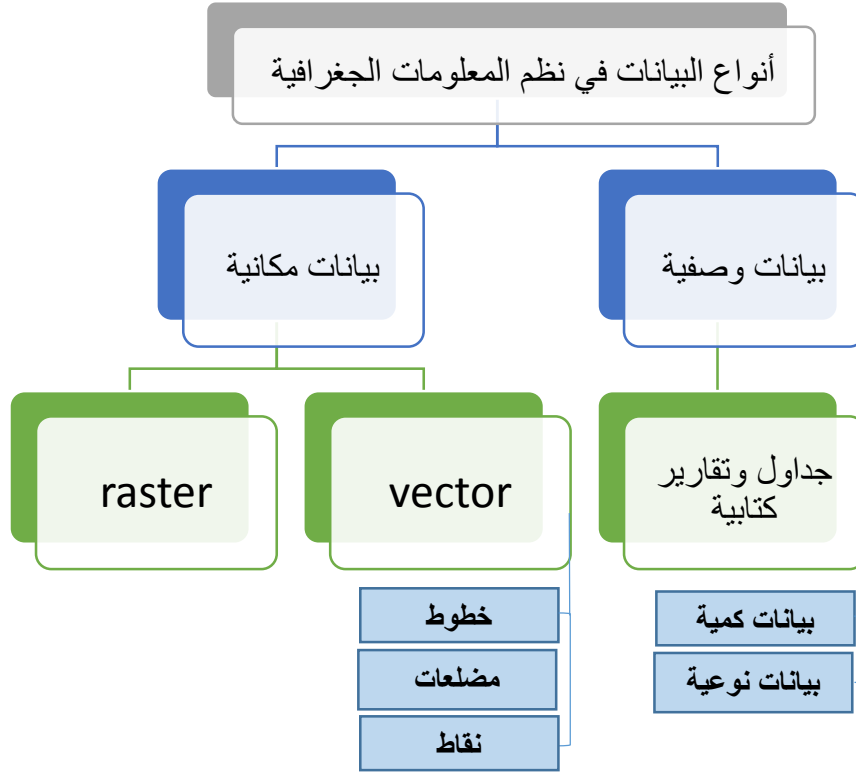 أنواع البيانات في نظم المعلومات الجغرافية
بيانات وصفية
بيانات مكانية
جداول وتقارير
كتابية
vector
raster
بيانات كمية
بيانات نوعية
خطوط
مضلعات
نقاط